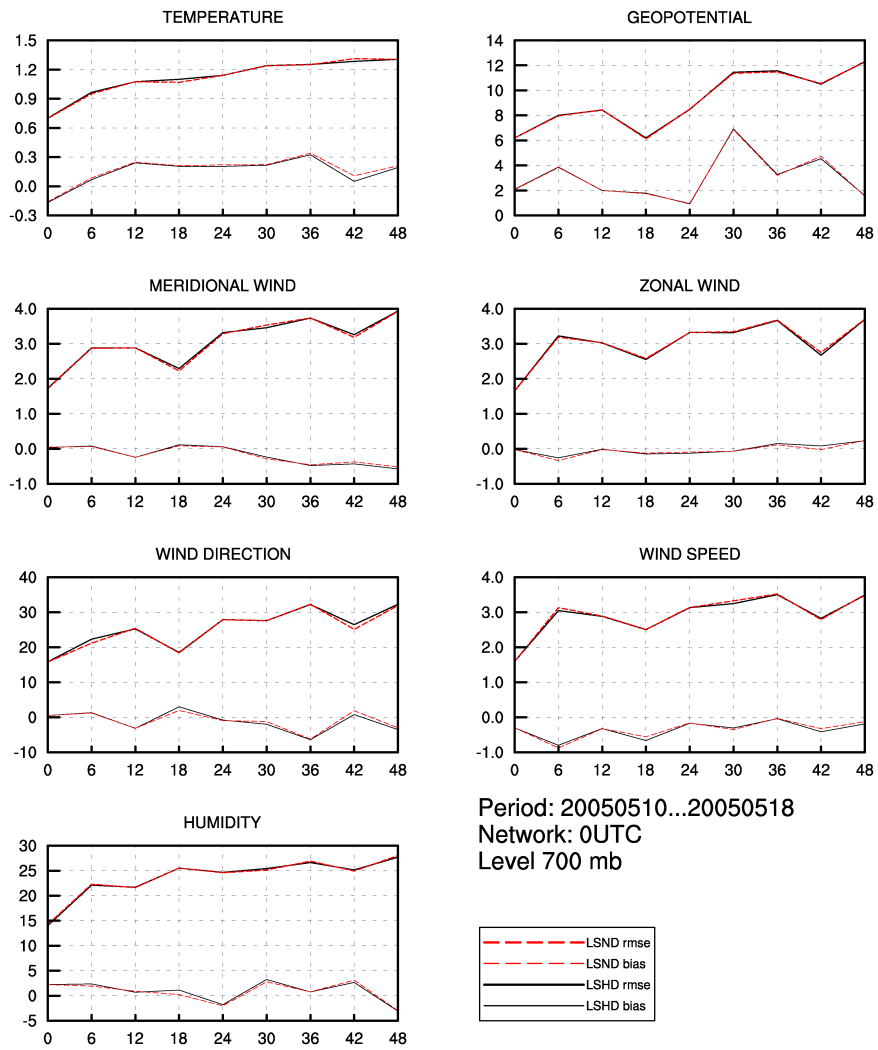 TEMPERATURE
1.5
1.2
0.9
0.6
0.3
0.0
-0.3
0 6 12 18 24 30 36 42 48
GEOPOTENTIAL
14
12
10
8
6
4
2
0
0 6 12 18 24 30 36 42 48
MERIDIONAL WIND
4.0
3.0
2.0
1.0
0.0
-1.0
0 6 12 18 24 30 36 42 48
ZONAL WIND
4.0
3.0
2.0
1.0
0.0
-1.0
0 6 12 18 24 30 36 42 48
WIND DIRECTION
40
30
20
10
0
-10
0 6 12 18 24 30 36 42 48
WIND SPEED
4.0
3.0
2.0
1.0
0.0
-1.0
0 6 12 18 24 30 36 42 48
HUMIDITY
30
25
20
15
10
5
0
-5
0 6 12 18 24 30 36 42 48
Period: 20050510...20050518
Network: 0UTC
Level 700 mb
LSND rmse
LSND bias
LSHD rmse
LSHD bias